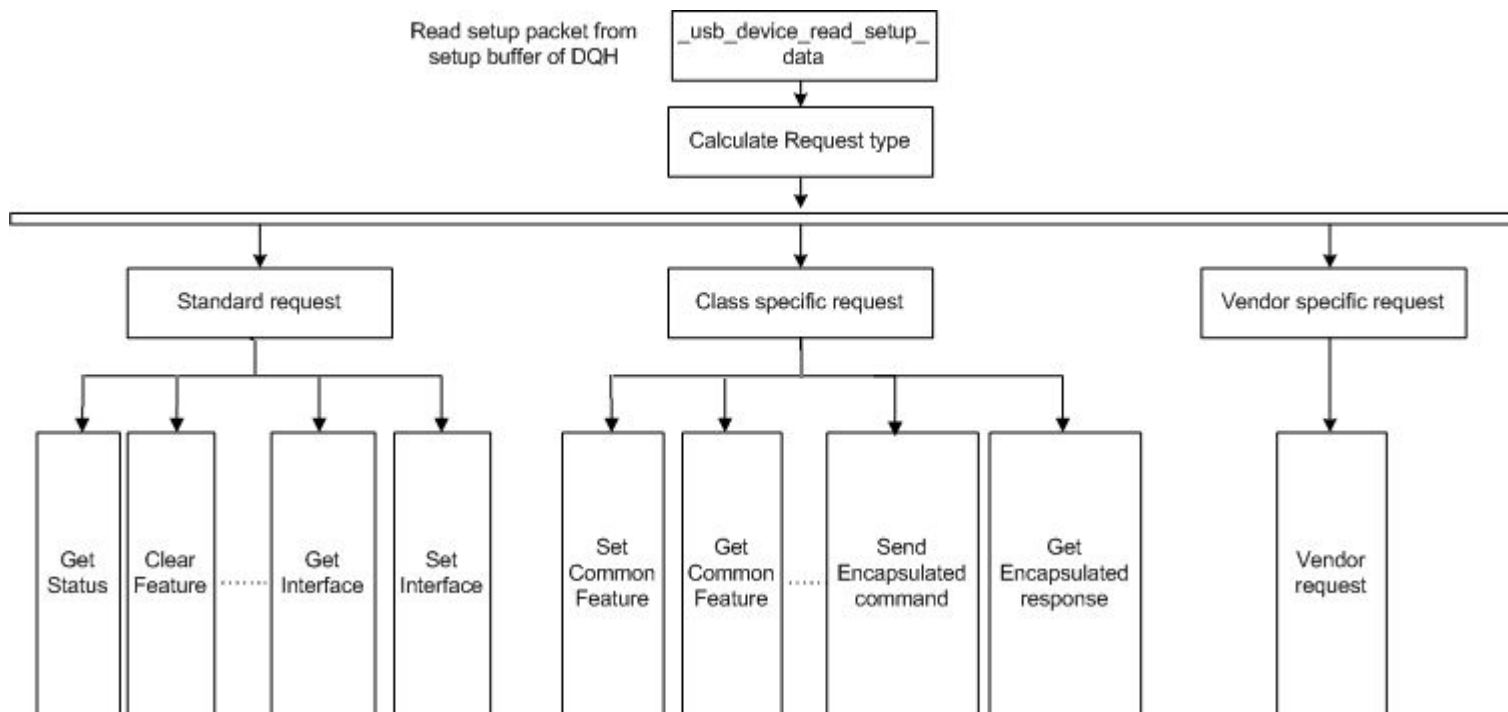 Read setup packet from
setup buffer of DQH
_usb_device_read_setup_
data
Calculate Request type
Standard request
Class specific request
Vendor specific request
Get
Status
Clear
Feature
Get
Interface
Set
Interface
Set
Common
Feature
Get
Common
Feature
Send
Encapsulated
command
Get
Encapsulated
response
Vendor
request